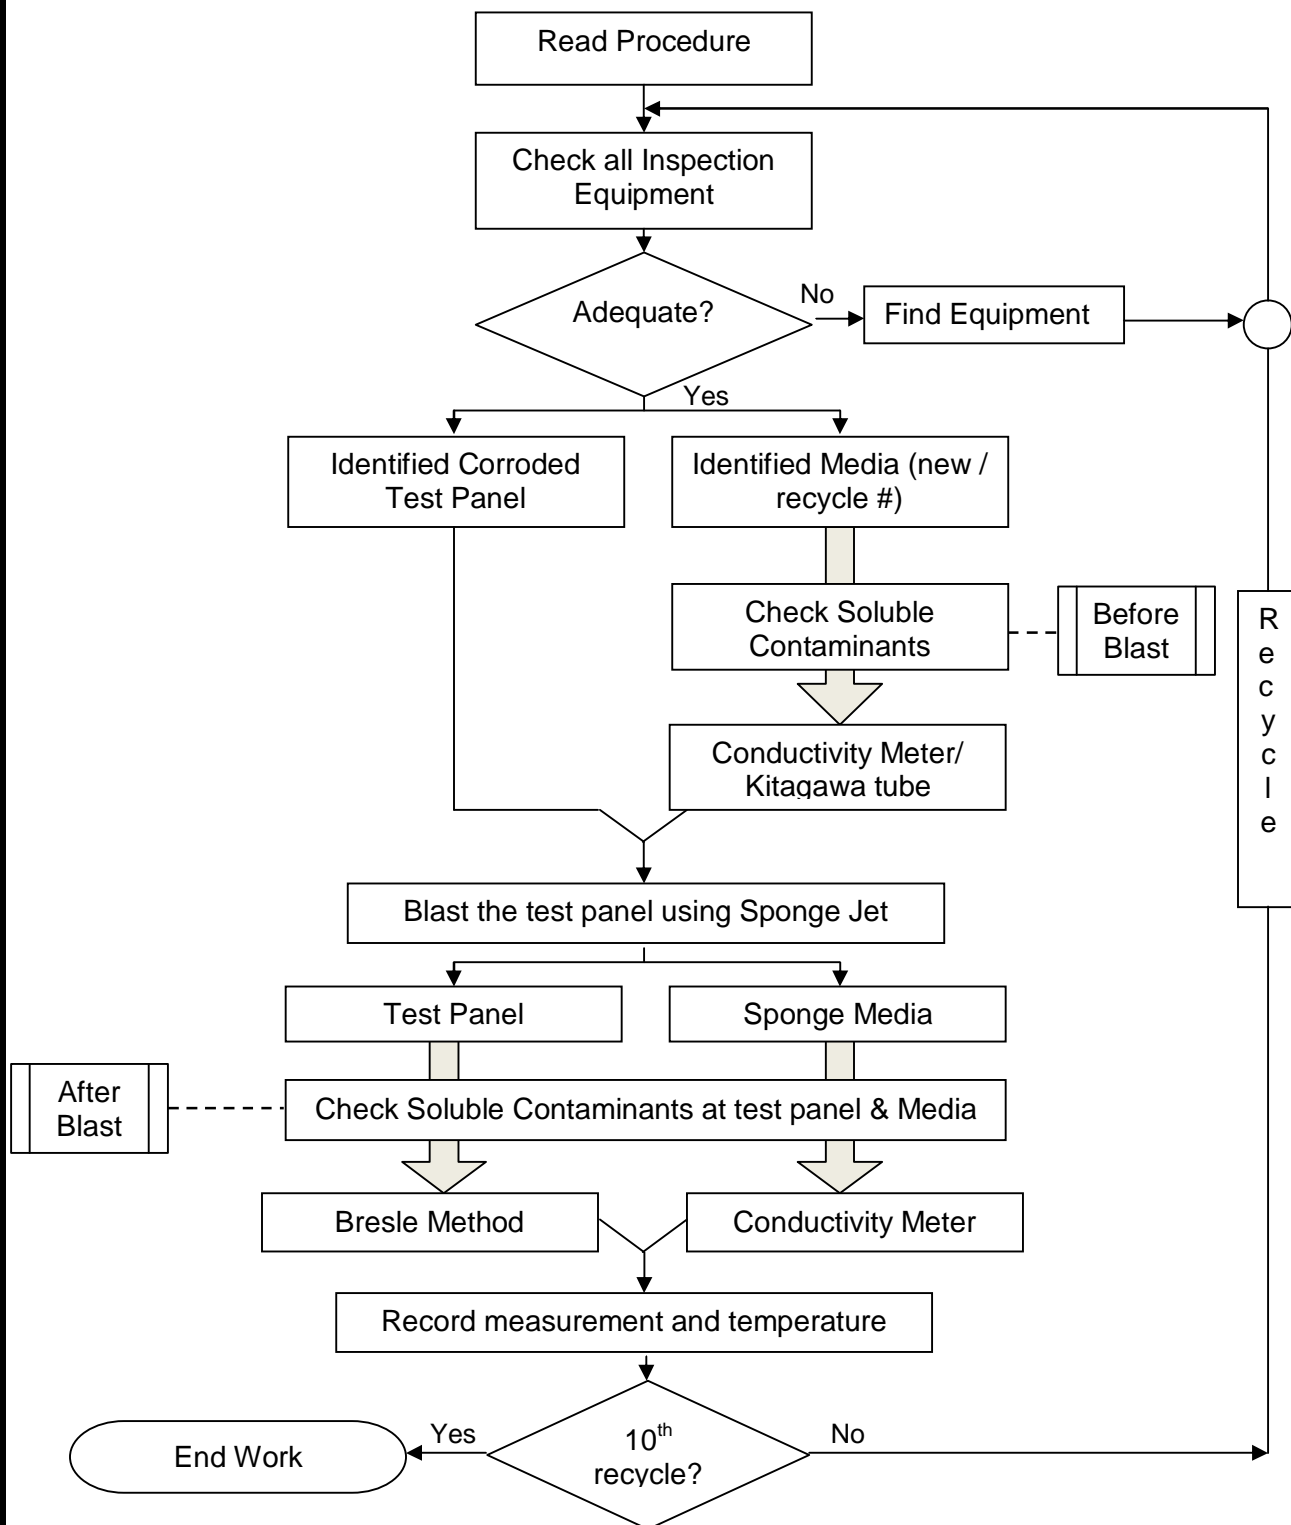 Read Procedure
Check all Inspection
Equipment
Adequate?
No
Find Equipment
Yes
Identified Corroded
Test Panel
Identified Media (new /
recycle #)
Check Soluble
Contaminants
Before
Blast
Recycle
Conductivity Meter/
Kitagawa tube
Blast the test panel using Sponge Jet
Test Panel
Sponge Media
After
Blast
Check Soluble Contaminants at test panel & Media
Bresle Method
Conductivity Meter
Record measurement and temperature
10th
recycle?
Yes
No
End Work